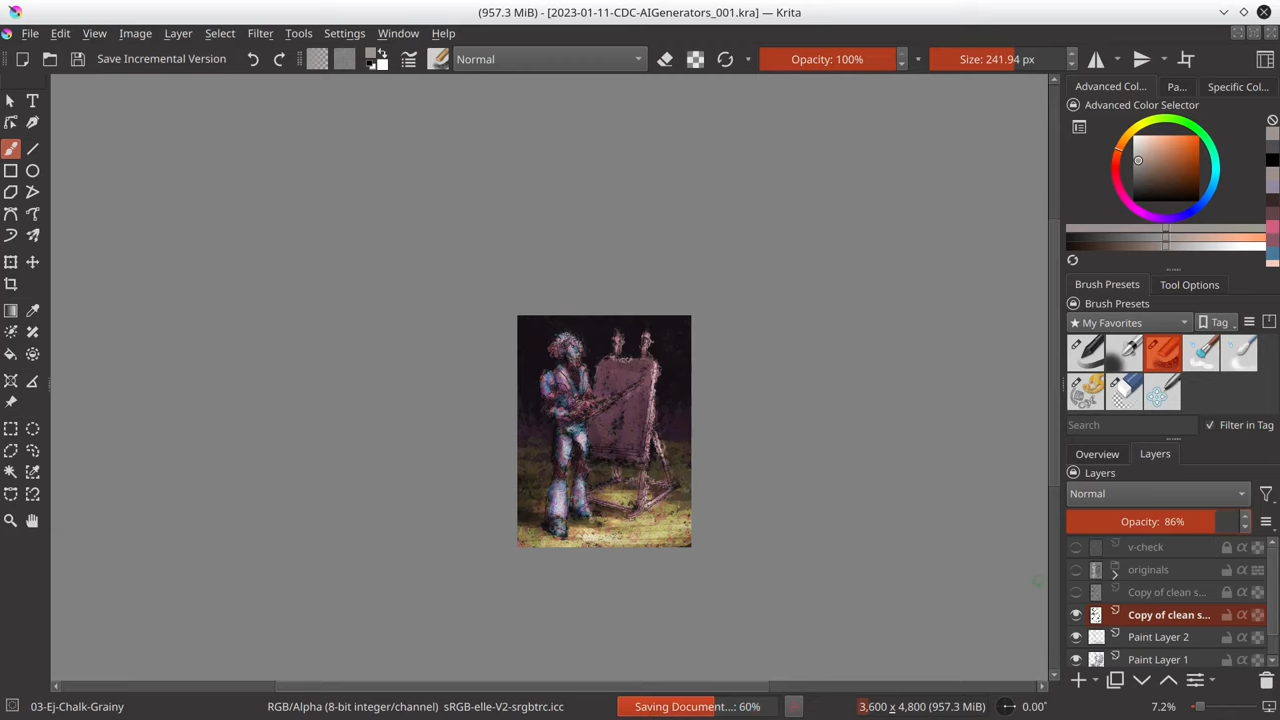 (957.3 MiB) - [2023-01-11-CDC-AIGenerators_001.kra] — Krita
File Edit View Image Layer Select Filter Tools Settings Window Help
Save Incremental Version Normal Opacity: 100% Size: 241.94 px
Advanced Col... Pa... Specific Col...
Advanced Color Selector
Brush Presets Tool Options
Brush Presets
★ My Favorites Tag
Search Filter in Tag
Overview Layers
Layers
Normal
Opacity: 86%
v-check
originals
Copy of clean s...
Copy of clean s...
Paint Layer 2
Paint Layer 1
03-Ej-Chalk-Grainy RGB/Alpha (8-bit integer/channel) sRGB-elle-V2-srgbtrc.icc Saving Document...: 60% 3,600 x 4,800 (957.3 MiB) 0.00° 7.2%